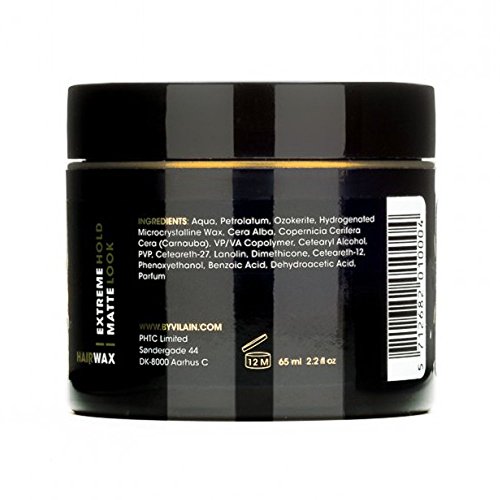 HAIRWAX
EXTREME HOLD
MATTE LOOK
INGREDIENTS: Aqua, Petrolatum, Ozokerite, Hydrogenated
Microcrystalline Wax, Cera Alba, Copernicia Cerifera
Cera (Carnauba), VP/VA Copolymer, Cetearyl Alcohol,
PVP, Ceteareth-27, Lanolin, Dimethicone, Ceteareth-12,
Phenoxyethanol, Benzoic Acid, Dehydroacetic Acid,
Parfum
WWW.BYVILAIN.COM
PHTC Limited
Søndergade 44
DK-8000 Aarhus C
12 M
65 ml 2.2 fl oz
5712682010004